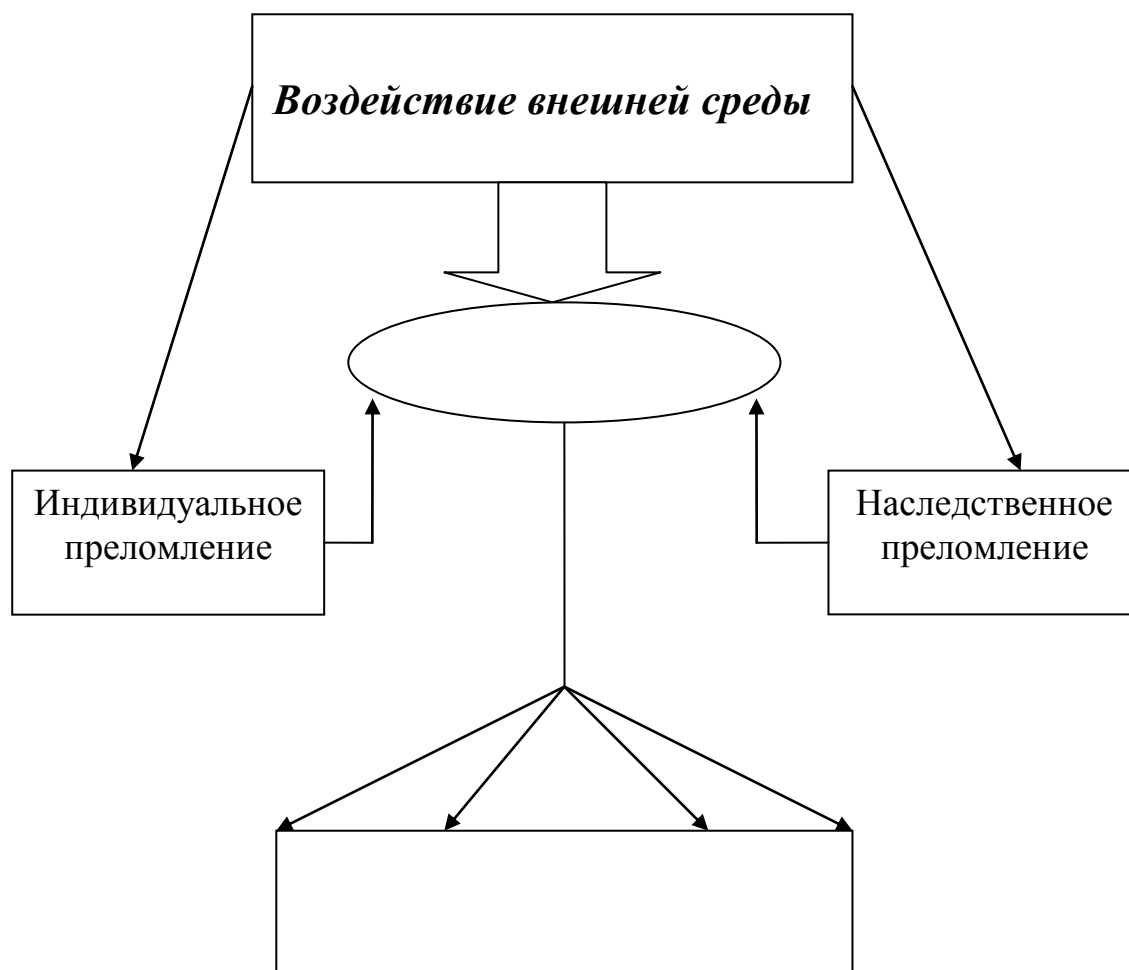 Воздействие внешней среды
Индивидуальное
преломление
Наследственное
преломление